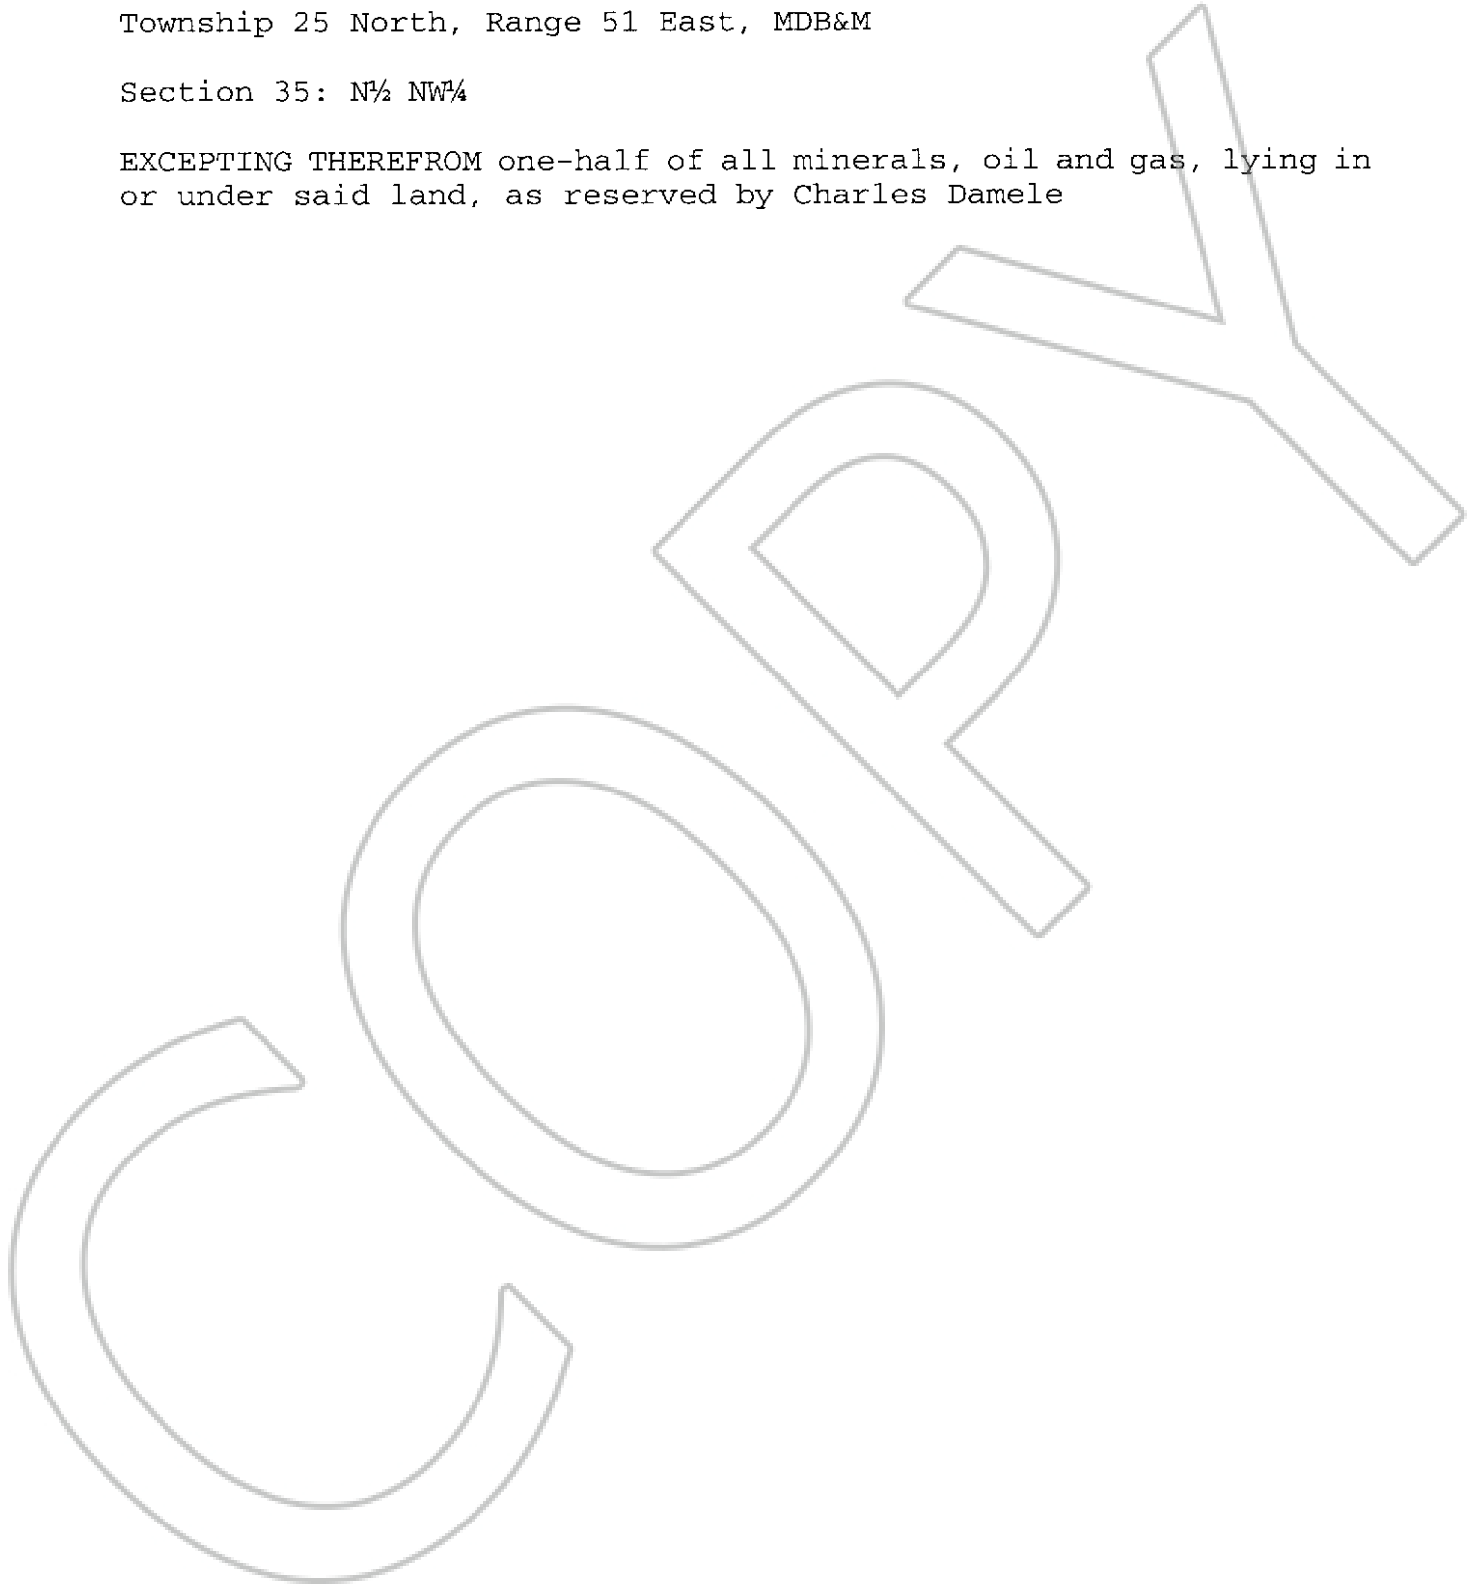 Township 25 North, Range 51 East, MDB&M
Section 35: N½ NW¼
EXCEPTING THEREFROM one-half of all minerals, oil and gas, lying in
or under said land, as reserved by Charles Damele
COPY